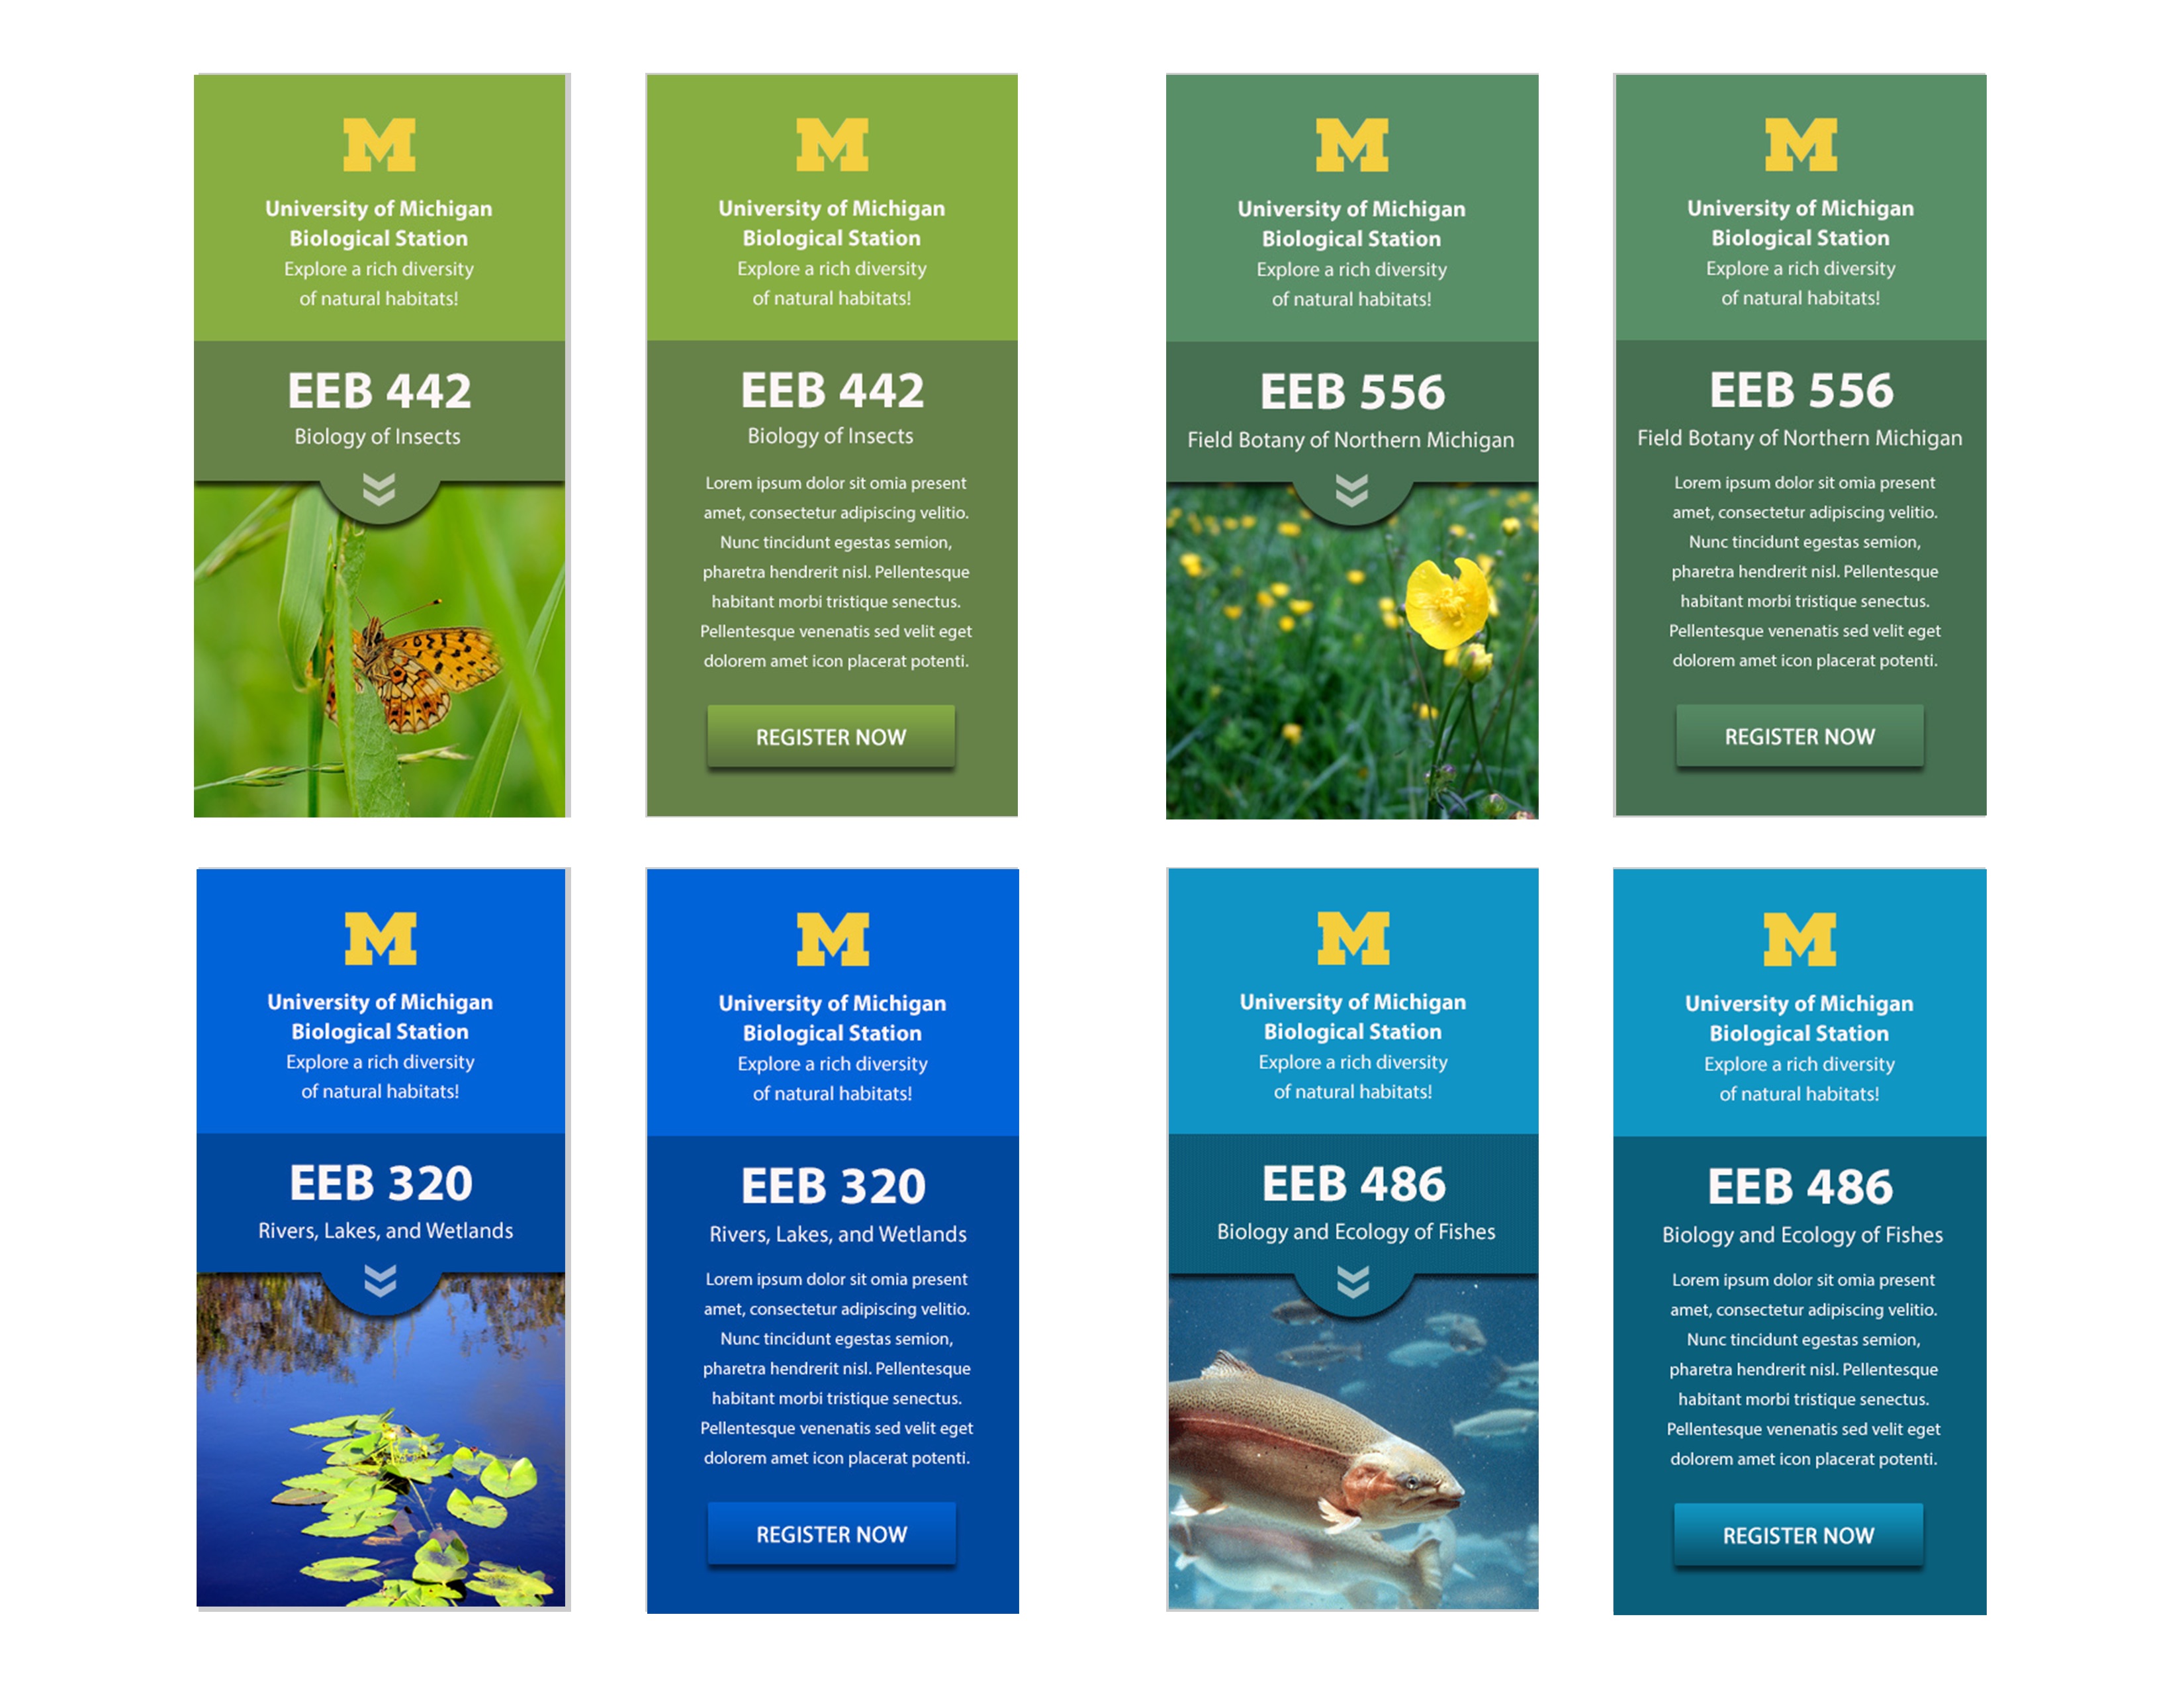 M
University of Michigan
Biological Station
Explore a rich diversity
of natural habitats!
EEB 442
Biology of Insects
M
University of Michigan
Biological Station
Explore a rich diversity
of natural habitats!
EEB 442
Biology of Insects
Lorem ipsum dolor sit omia present
amet, consectetur adipiscing velitio.
Nunc tincidunt egestas semion,
pharetra hendrerit nisl. Pellentesque
habitant morbi tristique senectus.
Pellentesque venenatis sed velit eget
dolorem amet icon placerat potenti.
REGISTER NOW
M
University of Michigan
Biological Station
Explore a rich diversity
of natural habitats!
EEB 556
Field Botany of Northern Michigan
M
University of Michigan
Biological Station
Explore a rich diversity
of natural habitats!
EEB 556
Field Botany of Northern Michigan
Lorem ipsum dolor sit omia present
amet, consectetur adipiscing velitio.
Nunc tincidunt egestas semion,
pharetra hendrerit nisl. Pellentesque
habitant morbi tristique senectus.
Pellentesque venenatis sed velit eget
dolorem amet icon placerat potenti.
REGISTER NOW
M
University of Michigan
Biological Station
Explore a rich diversity
of natural habitats!
EEB 320
Rivers, Lakes, and Wetlands
M
University of Michigan
Biological Station
Explore a rich diversity
of natural habitats!
EEB 320
Rivers, Lakes, and Wetlands
Lorem ipsum dolor sit omia present
amet, consectetur adipiscing velitio.
Nunc tincidunt egestas semion,
pharetra hendrerit nisl. Pellentesque
habitant morbi tristique senectus.
Pellentesque venenatis sed velit eget
dolorem amet icon placerat potenti.
REGISTER NOW
M
University of Michigan
Biological Station
Explore a rich diversity
of natural habitats!
EEB 486
Biology and Ecology of Fishes
M
University of Michigan
Biological Station
Explore a rich diversity
of natural habitats!
EEB 486
Biology and Ecology of Fishes
Lorem ipsum dolor sit omia present
amet, consectetur adipiscing velitio.
Nunc tincidunt egestas semion,
pharetra hendrerit nisl. Pellentesque
habitant morbi tristique senectus.
Pellentesque venenatis sed velit eget
dolorem amet icon placerat potenti.
REGISTER NOW